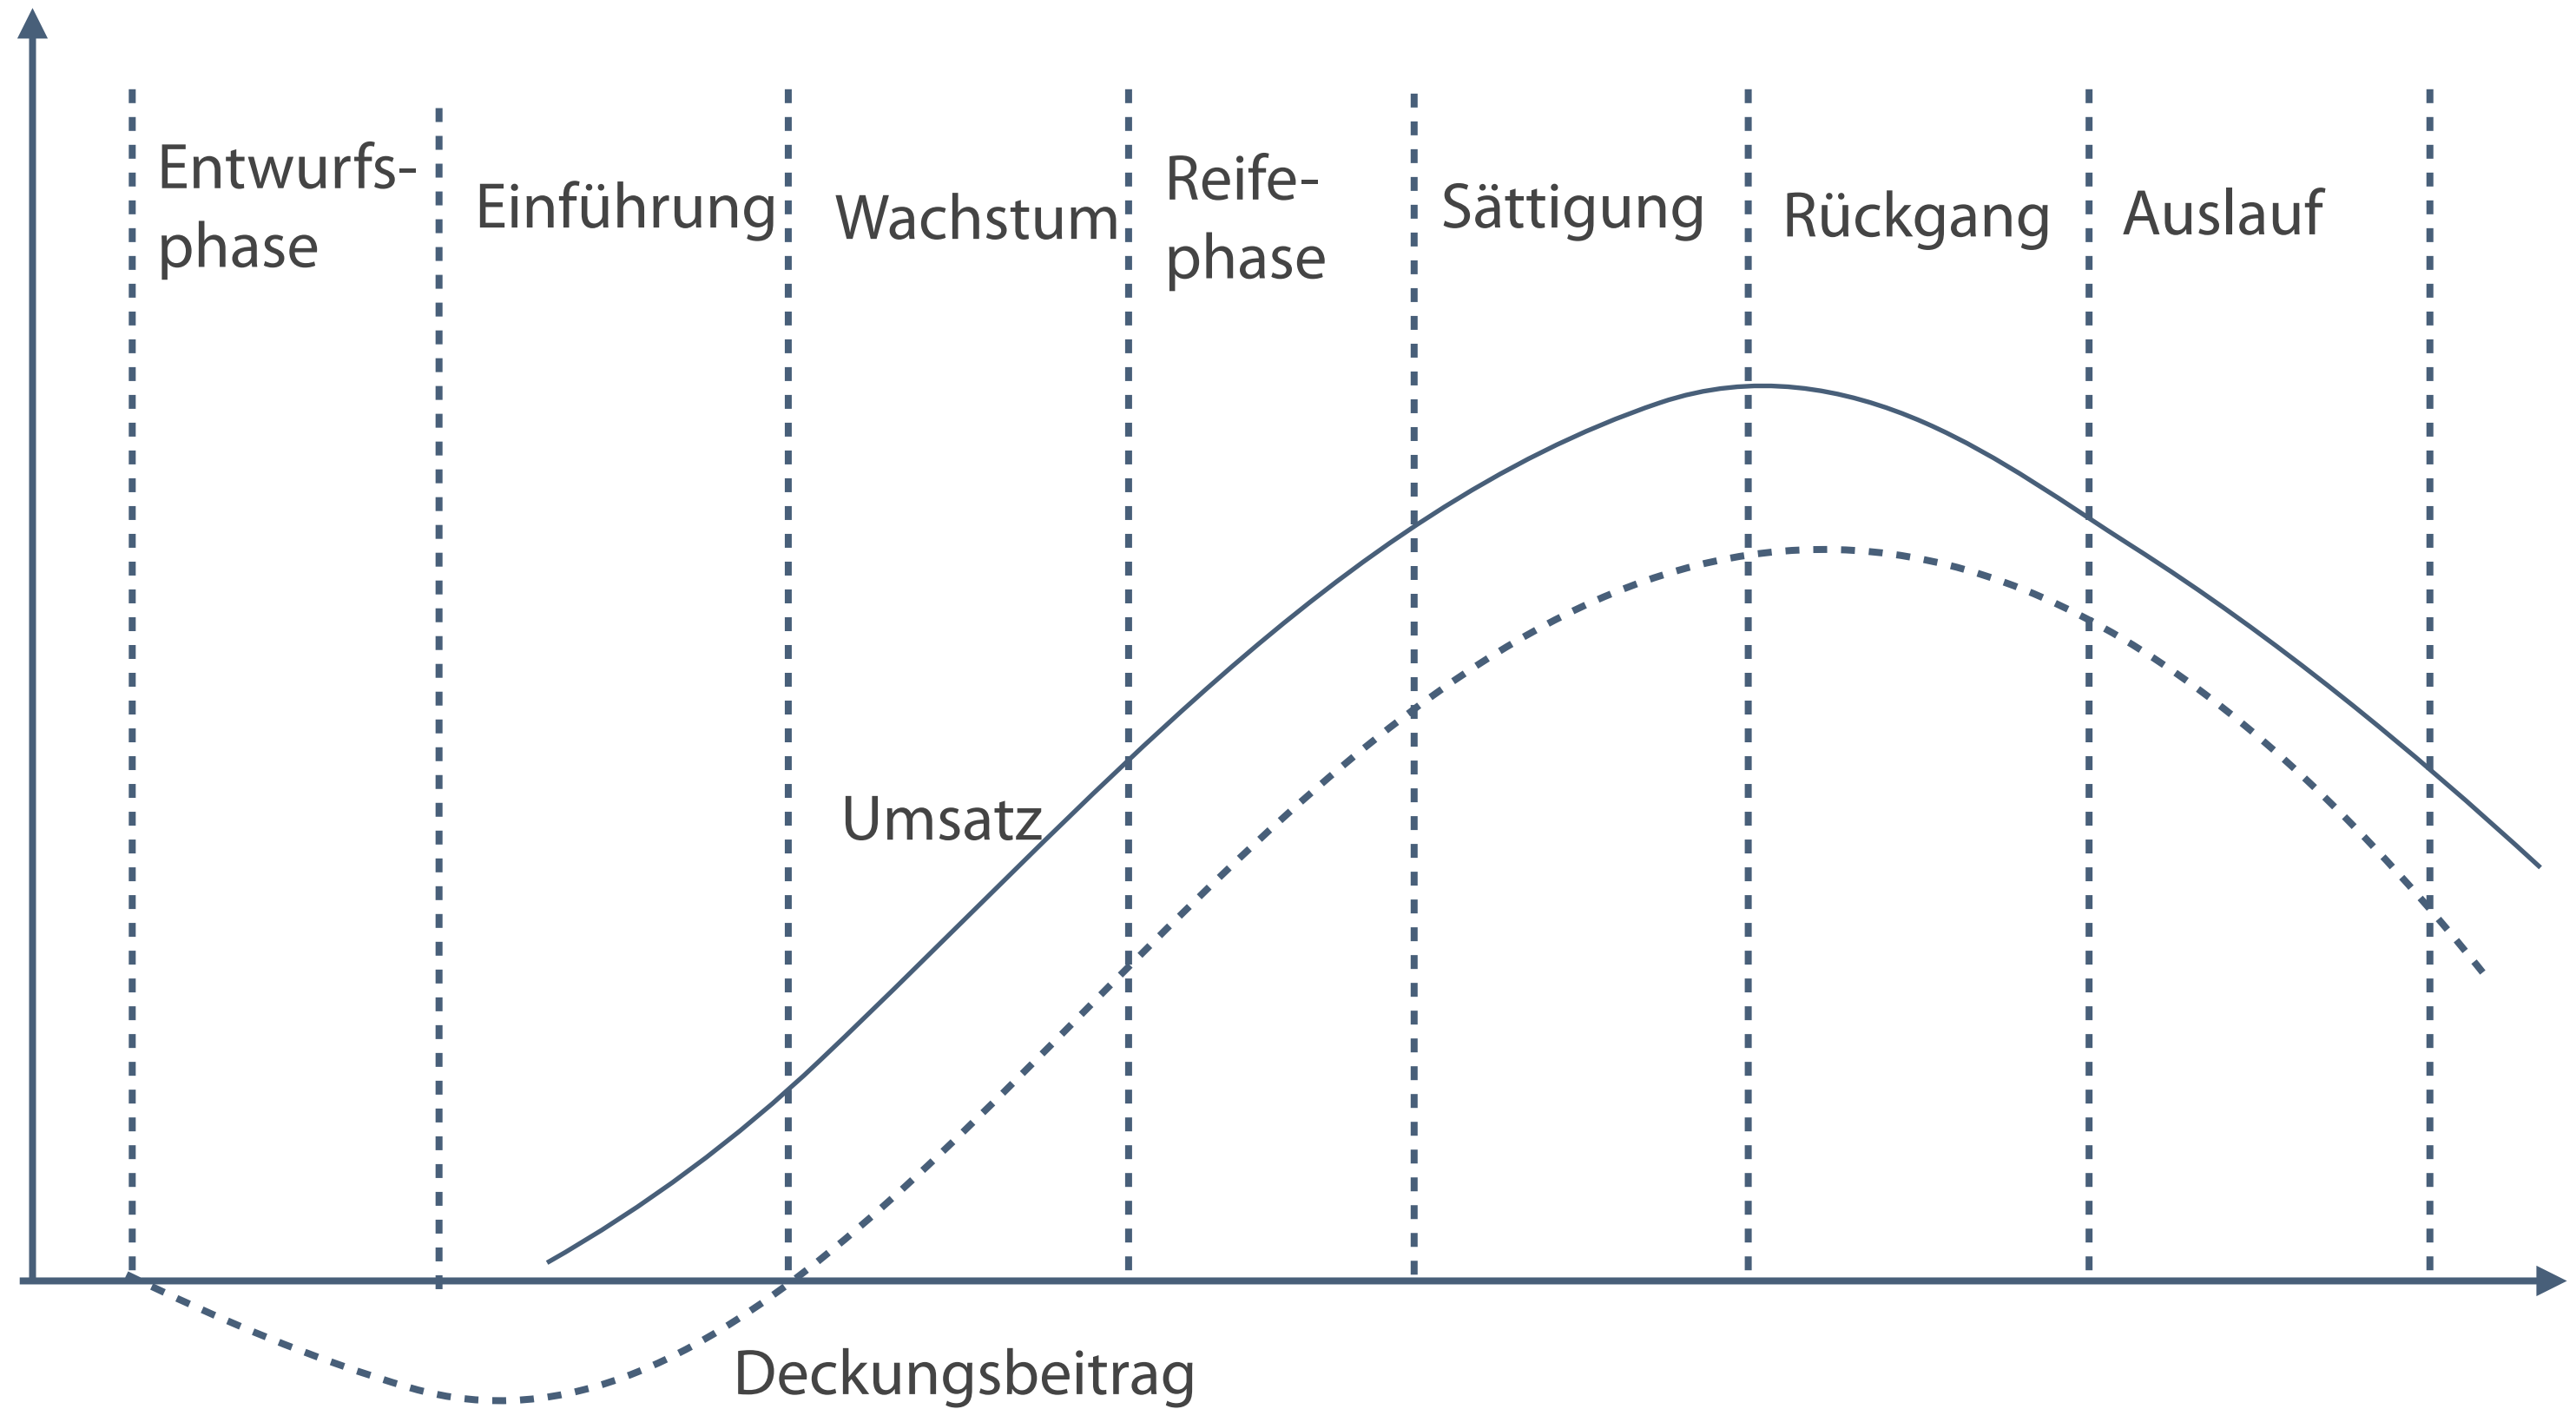 Entwurfs-
phase
Einführung
Wachstum
Reife-
phase
Sättigung
Rückgang
Auslauf
Umsatz
Deckungsbeitrag